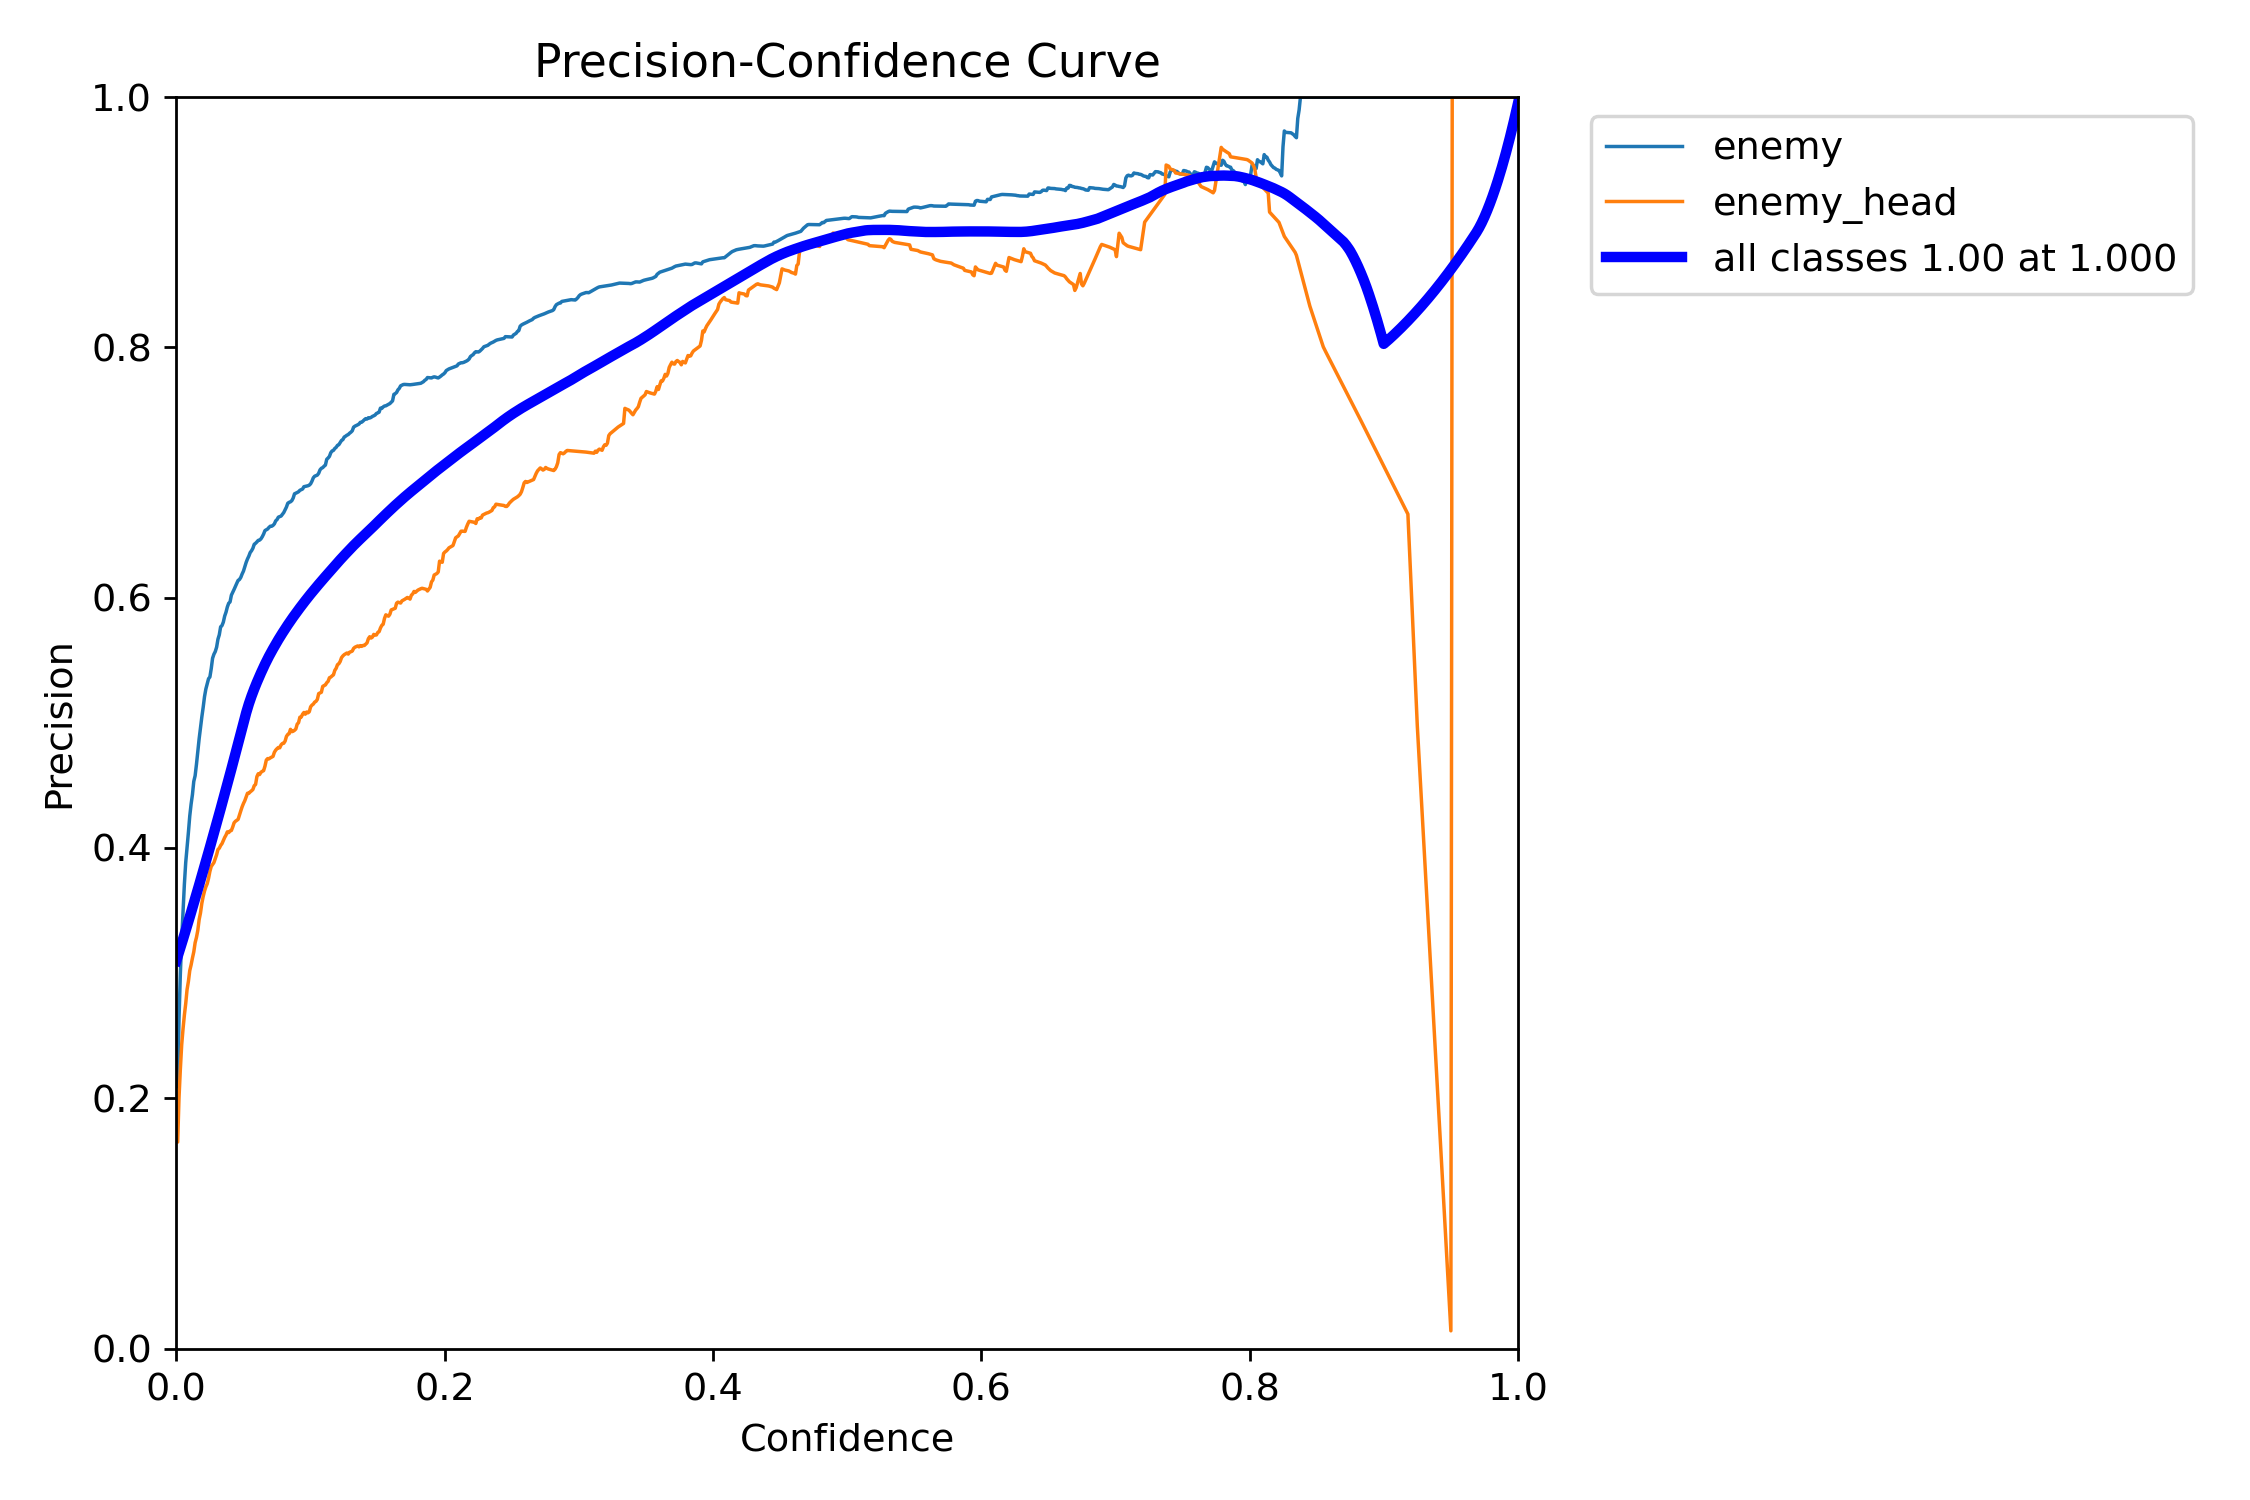 Precision-Confidence Curve
1.0
0.8
0.6
0.4
0.2
0.0
Precision
0.0 0.2 0.4 0.6 0.8 1.0
Confidence
enemy
enemy_head
all classes 1.00 at 1.000